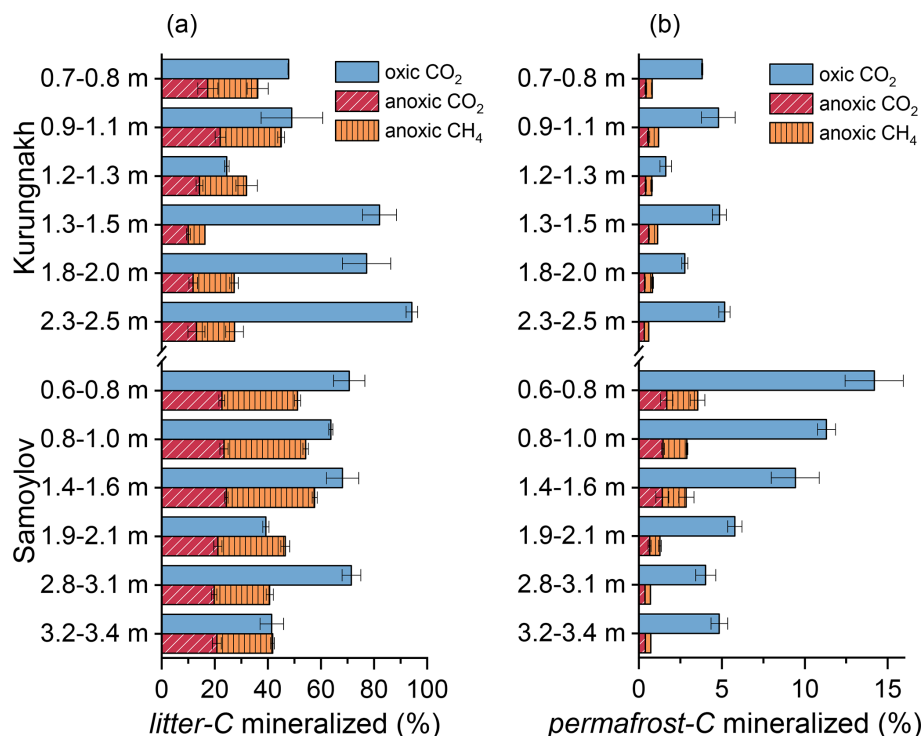 (a)
(b)
oxic CO₂
anoxic CO₂
anoxic CH₄
oxic CO₂
anoxic CO₂
anoxic CH₄
Kurungnakh
0.7-0.8 m
0.9-1.1 m
1.2-1.3 m
1.3-1.5 m
1.8-2.0 m
2.3-2.5 m
Samoylov
0.6-0.8 m
0.8-1.0 m
1.4-1.6 m
1.9-2.1 m
2.8-3.1 m
3.2-3.4 m
0 20 40 60 80 100
litter-C mineralized (%)
Kurungnakh
0.7-0.8 m
0.9-1.1 m
1.2-1.3 m
1.3-1.5 m
1.8-2.0 m
2.3-2.5 m
Samoylov
0.6-0.8 m
0.8-1.0 m
1.4-1.6 m
1.9-2.1 m
2.8-3.1 m
3.2-3.4 m
0 5 10 15
permafrost-C mineralized (%)